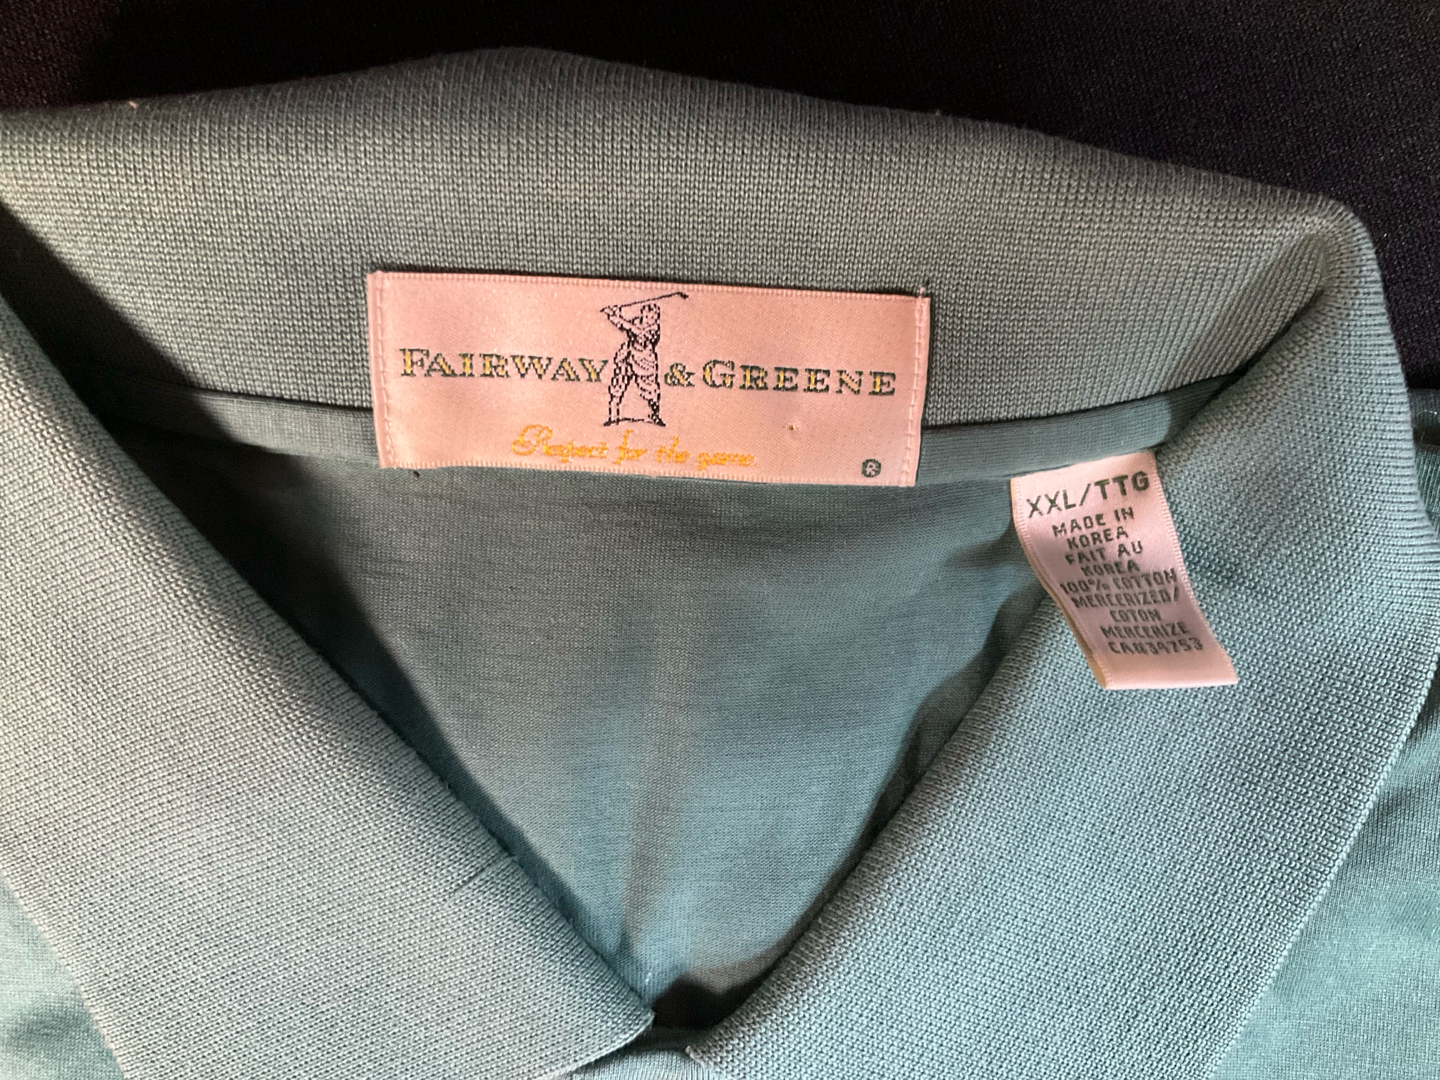 FAIRWAY & GREENE
Respect for the game.
®
XXL/TTG
MADE IN
KOREA
FAIT AU
KOREA
100% COTTON
MERCERIZED/
COTON
MERCERIZE
CA#34753